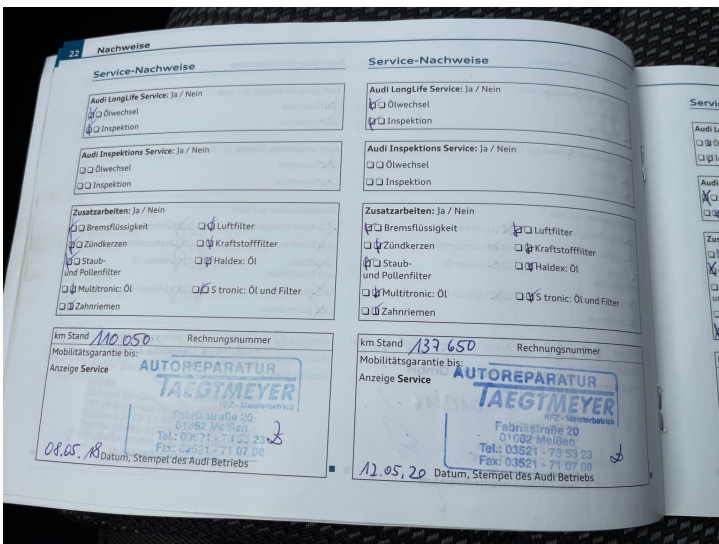 22 Nachweise
Service-Nachweise
Audi LongLife Service: Ja / Nein
Ölwechsel
Inspektion
Audi Inspektions Service: Ja / Nein
Ölwechsel
Inspektion
Zusatzarbeiten: Ja / Nein
Bremsflüssigkeit Luftfilter
Zündkerzen Kraftstofffilter
Staub- Haldex: Öl
und Pollenfilter
Multitronic: Öl S tronic: Öl und Filter
Zahnriemen
km Stand 110 050 Rechnungsnummer
Mobilitätsgarantie bis:
Anzeige Service
AUTOREPARATUR
TAEGTMEYER
KFZ - Meisterbetrieb
Fabrikstraße 20
01662 Meißen
Tel.: 03521 - 73 53 23
Fax: 03521 - 71 07 08
08.05.18 Datum, Stempel des Audi Betriebs
Service-Nachweise
Audi LongLife Service: Ja / Nein
Ölwechsel
Inspektion
Audi Inspektions Service: Ja / Nein
Ölwechsel
Inspektion
Zusatzarbeiten: Ja / Nein
Bremsflüssigkeit Luftfilter
Zündkerzen Kraftstofffilter
Staub- Haldex: Öl
und Pollenfilter
Multitronic: Öl S tronic: Öl und Filter
Zahnriemen
km Stand 137.650 Rechnungsnummer
Mobilitätsgarantie bis:
Anzeige Service
AUTOREPARATUR
TAEGTMEYER
KFZ - Meisterbetrieb
Fabrikstraße 20
01662 Meißen
Tel.: 03521 - 73 53 23
Fax: 03521 - 71 07 08
12.05.20 Datum, Stempel des Audi Betriebs